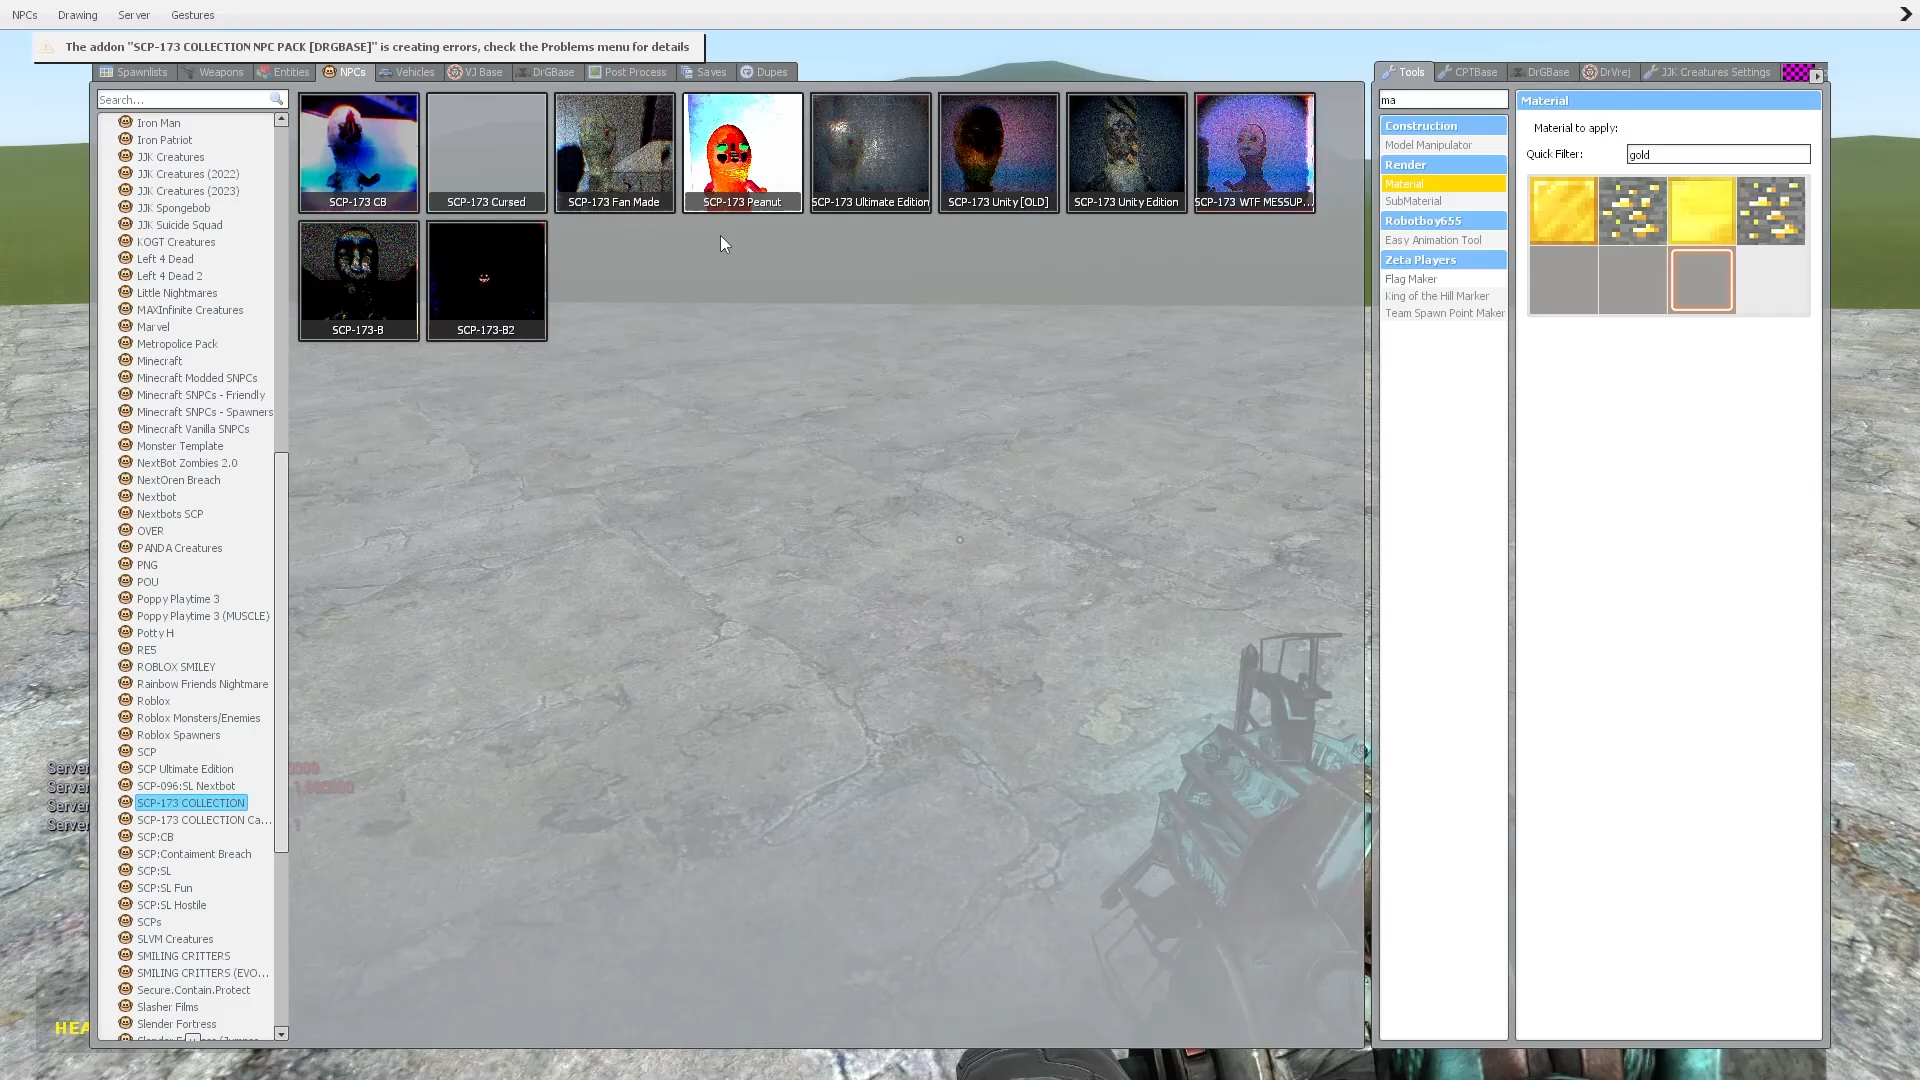 NPCs Drawing Server Gestures
The addon "SCP-173 COLLECTION NPC PACK [DRGBASE]" is creating errors, check the Problems menu for details
Spawnlists Weapons Entities NPCs Vehicles VJ Base DrGBase Post Process Saves Dupes
Search...
Iron Man
Iron Patriot
JJK Creatures
JJK Creatures (2022)
JJK Creatures (2023)
JJK Spongebob
JJK Suicide Squad
KOGT Creatures
Left 4 Dead
Left 4 Dead 2
Little Nightmares
MAXInfinite Creatures
Marvel
Metropolice Pack
Minecraft
Minecraft Modded SNPCs
Minecraft SNPCs - Friendly
Minecraft SNPCs - Spawners
Minecraft Vanilla SNPCs
Monster Template
NextBot Zombies 2.0
NextOren Breach
Nextbot
Nextbots SCP
OVER
PANDA Creatures
PNG
POU
Poppy Playtime 3
Poppy Playtime 3 (MUSCLE)
Potty H
RE5
ROBLOX SMILEY
Rainbow Friends Nightmare
Roblox
Roblox Monsters/Enemies
Roblox Spawners
SCP
SCP Ultimate Edition
SCP-096:SL Nextbot
SCP-173 COLLECTION
SCP-173 COLLECTION Ca...
SCP:CB
SCP:Contaiment Breach
SCP:SL
SCP:SL Fun
SCP:SL Hostile
SCPs
SLVM Creatures
SMILING CRITTERS
SMILING CRITTERS (EVO...
Secure.Contain.Protect
Slasher Films
Slender Fortress
SCP-173 CB
SCP-173 Cursed
SCP-173 Fan Made
SCP-173 Peanut
SCP-173 Ultimate Edition
SCP-173 Unity [OLD]
SCP-173 Unity Edition
SCP-173 WTF MESSUP...
SCP-173-B
SCP-173-B2
Server
Server
Server
Server
HEA
Tools CPTBase DrGBase DrVrej JJK Creatures Settings
ma
Construction
Model Manipulator
Render
Material
SubMaterial
Robotboy655
Easy Animation Tool
Zeta Players
Flag Maker
King of the Hill Marker
Team Spawn Point Maker
Material
Material to apply:
Quick Filter: gold